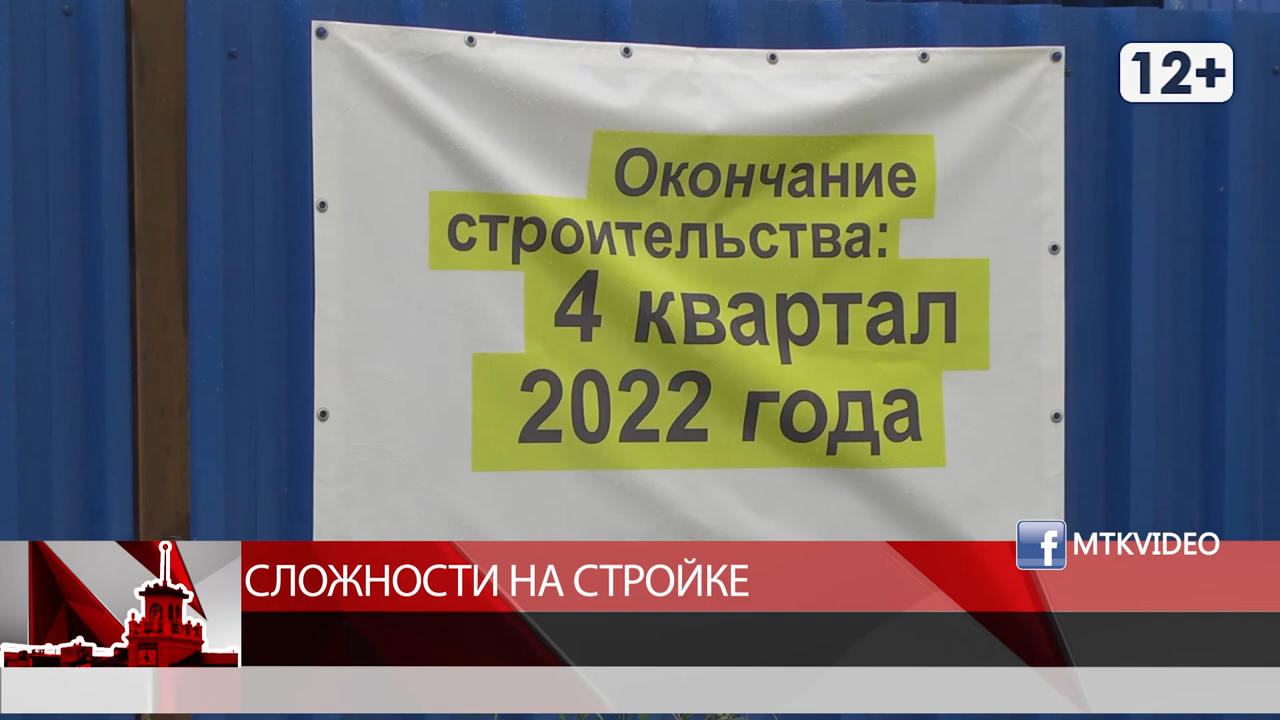 12+
Окончание
строительства:
4 квартал
2022 года
f MTKVIDEO
СЛОЖНОСТИ НА СТРОЙКЕ